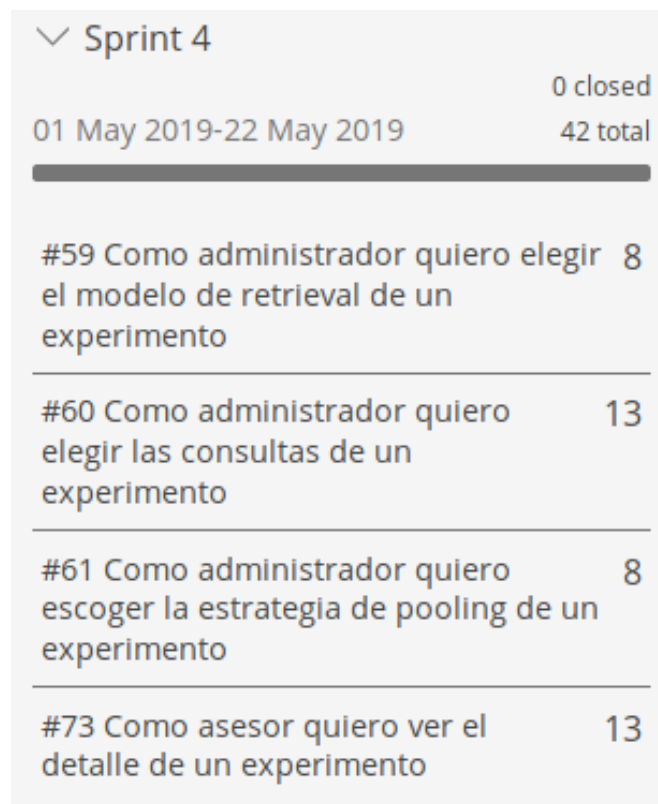 Sprint 4
0 closed
01 May 2019-22 May 2019 42 total
#59 Como administrador quiero elegir 8
el modelo de retrieval de un
experimento
#60 Como administrador quiero 13
elegir las consultas de un
experimento
#61 Como administrador quiero 8
escoger la estrategia de pooling de un
experimento
#73 Como asesor quiero ver el 13
detalle de un experimento